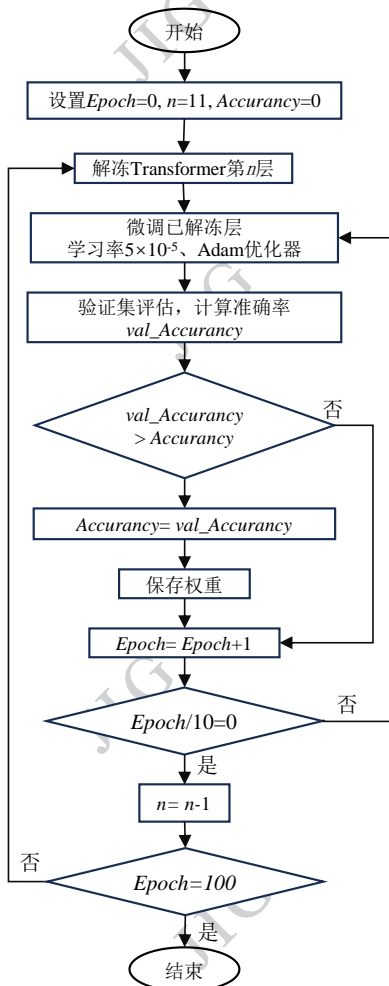 开始
设置Epoch=0, n=11, Accurancy=0
解冻Transformer第n层
微调已解冻层
学习率5×10⁻⁵、Adam优化器
验证集评估，计算准确率
val_Accurancy
val_Accurancy
> Accurancy
否
Accurancy= val_Accurancy
保存权重
Epoch= Epoch+1
Epoch/10=0
否
是
n= n-1
否
Epoch=100
是
结束
JIG
JIG
JIG
JIG